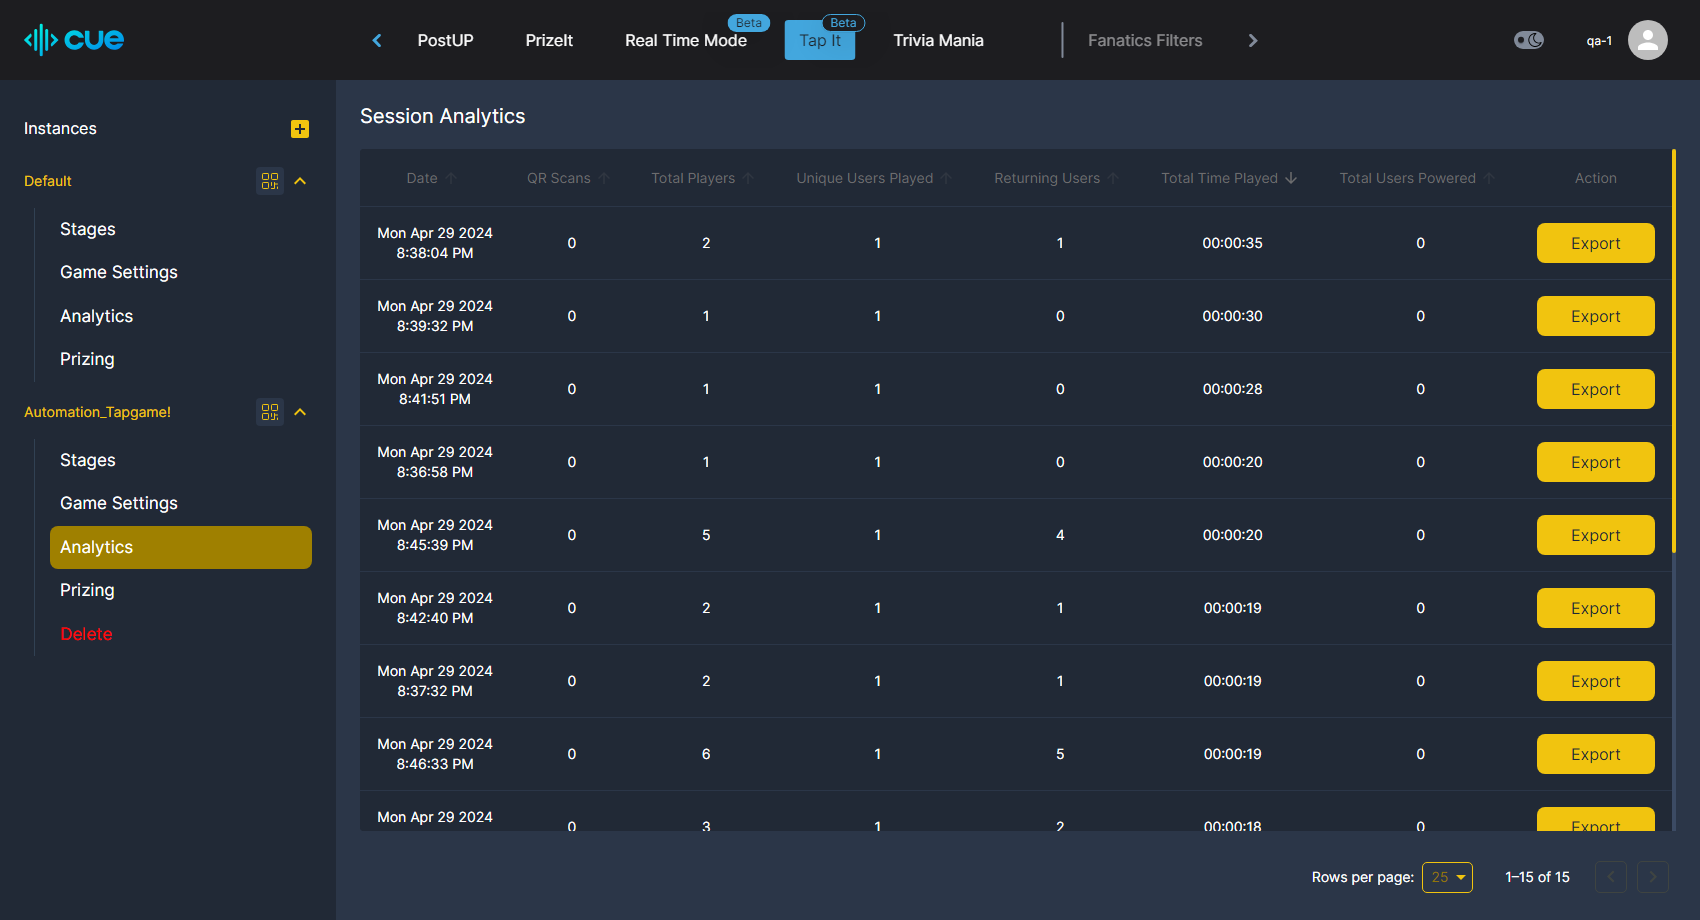 cue
PostUP
PrizeIt
Real Time Mode
Beta
Tap It
Beta
Trivia Mania
Fanatics Filters
qa-1
Instances
Default
Stages
Game Settings
Analytics
Prizing
Automation_Tapgame!
Stages
Game Settings
Analytics
Prizing
Delete
Session Analytics
Date QR Scans Total Players Unique Users Played Returning Users Total Time Played Total Users Powered Action
Mon Apr 29 2024
8:38:04 PM 0 2 1 1 00:00:35 0 Export
Mon Apr 29 2024
8:39:32 PM 0 1 1 0 00:00:30 0 Export
Mon Apr 29 2024
8:41:51 PM 0 1 1 0 00:00:28 0 Export
Mon Apr 29 2024
8:36:58 PM 0 1 1 0 00:00:20 0 Export
Mon Apr 29 2024
8:45:39 PM 0 5 1 4 00:00:20 0 Export
Mon Apr 29 2024
8:42:40 PM 0 2 1 1 00:00:19 0 Export
Mon Apr 29 2024
8:37:32 PM 0 2 1 1 00:00:19 0 Export
Mon Apr 29 2024
8:46:33 PM 0 6 1 5 00:00:19 0 Export
Mon Apr 29 2024
0 3 1 2 00:00:18 0 Export
Rows per page: 25 1–15 of 15